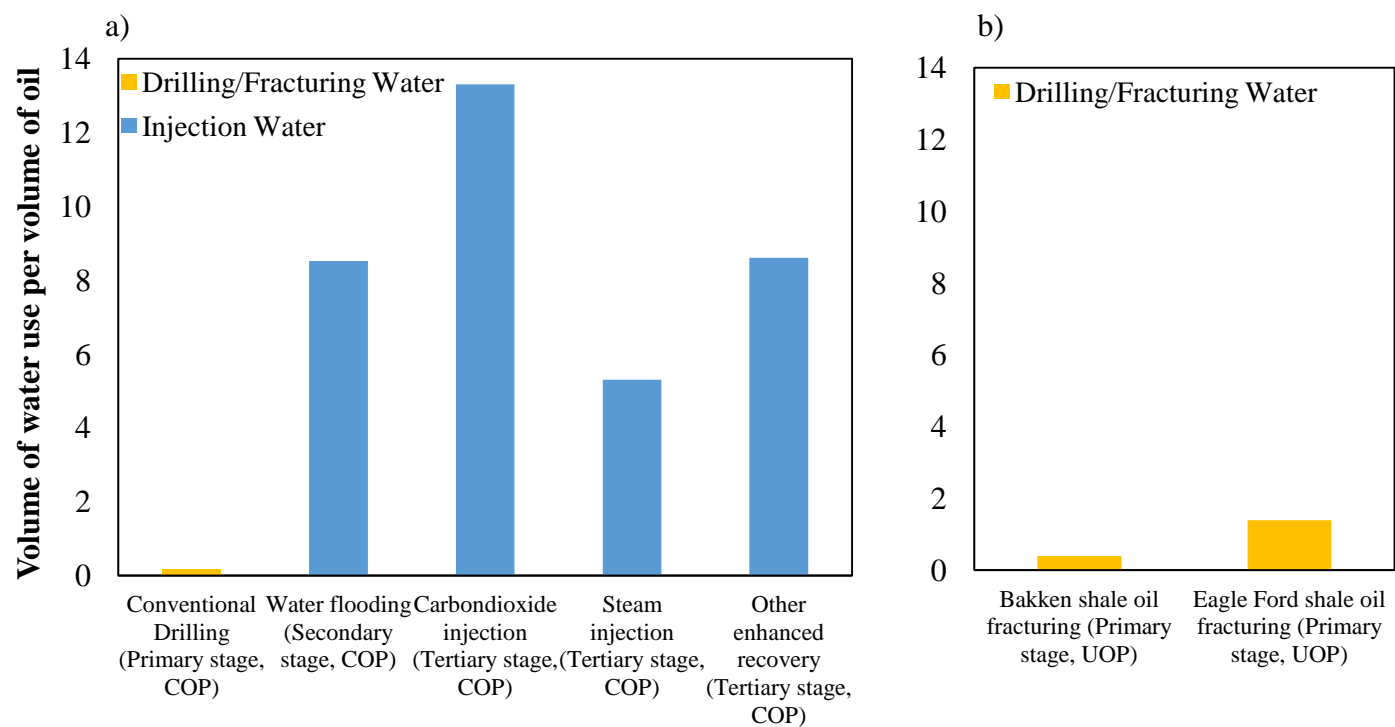 a)
Volume of water use per volume of oil
14
12
10
8
6
4
2
0
Drilling/Fracturing Water
Injection Water
Conventional
Drilling
(Primary stage,
COP)
Water flooding
(Secondary
stage, COP)
Carbondioxide
injection
(Tertiary stage,
COP)
Steam
injection
(Tertiary stage,
COP)
Other
enhanced
recovery
(Tertiary stage,
COP)
b)
14
12
10
8
6
4
2
0
Drilling/Fracturing Water
Bakken shale oil
fracturing (Primary
stage, UOP)
Eagle Ford shale oil
fracturing (Primary
stage, UOP)